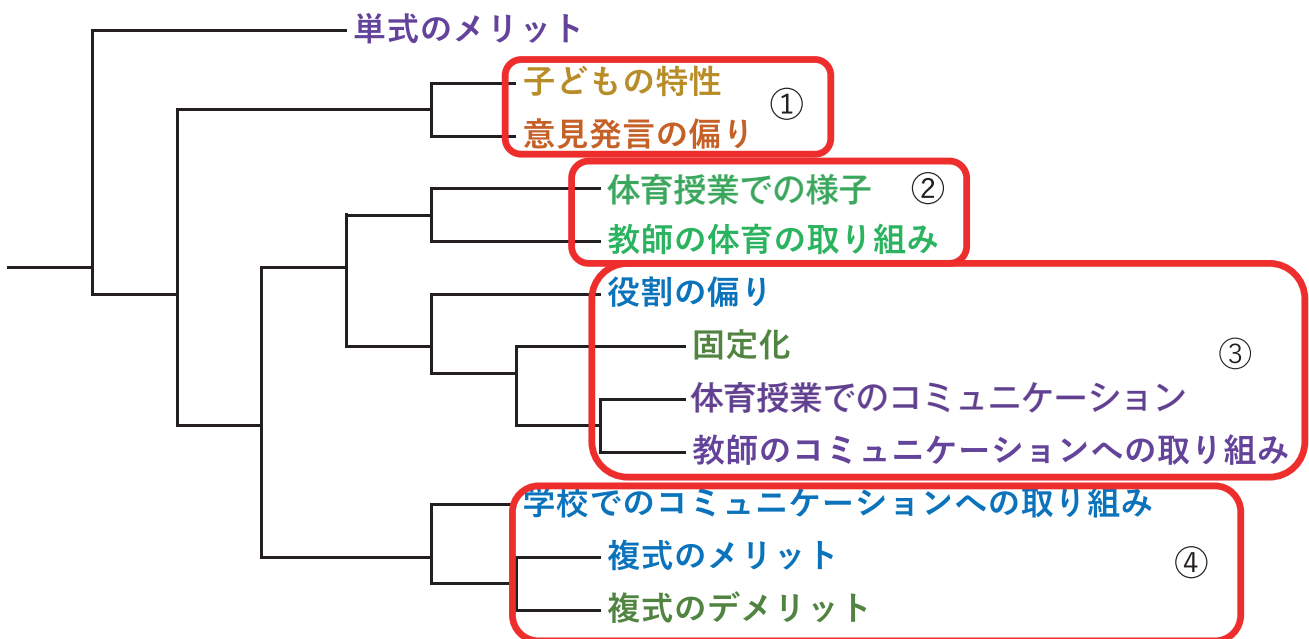 単式のメリット
子どもの特性
①
意見発言の偏り
体育授業での様子
②
教師の体育の取り組み
役割の偏り
固定化
③
体育授業でのコミュニケーション
教師のコミュニケーションへの取り組み
学校でのコミュニケーションへの取り組み
複式のメリット
④
複式のデメリット